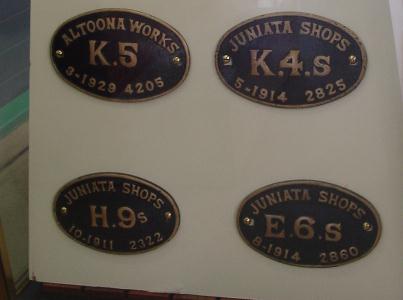 ALTOONA WORKS
K.5
3-1929 4205
JUNIATA SHOPS
K.4.s
5-1914 2825
JUNIATA SHOPS
H.9s
10-1911 2322
JUNIATA SHOPS
E.6.s
8-1914 2860